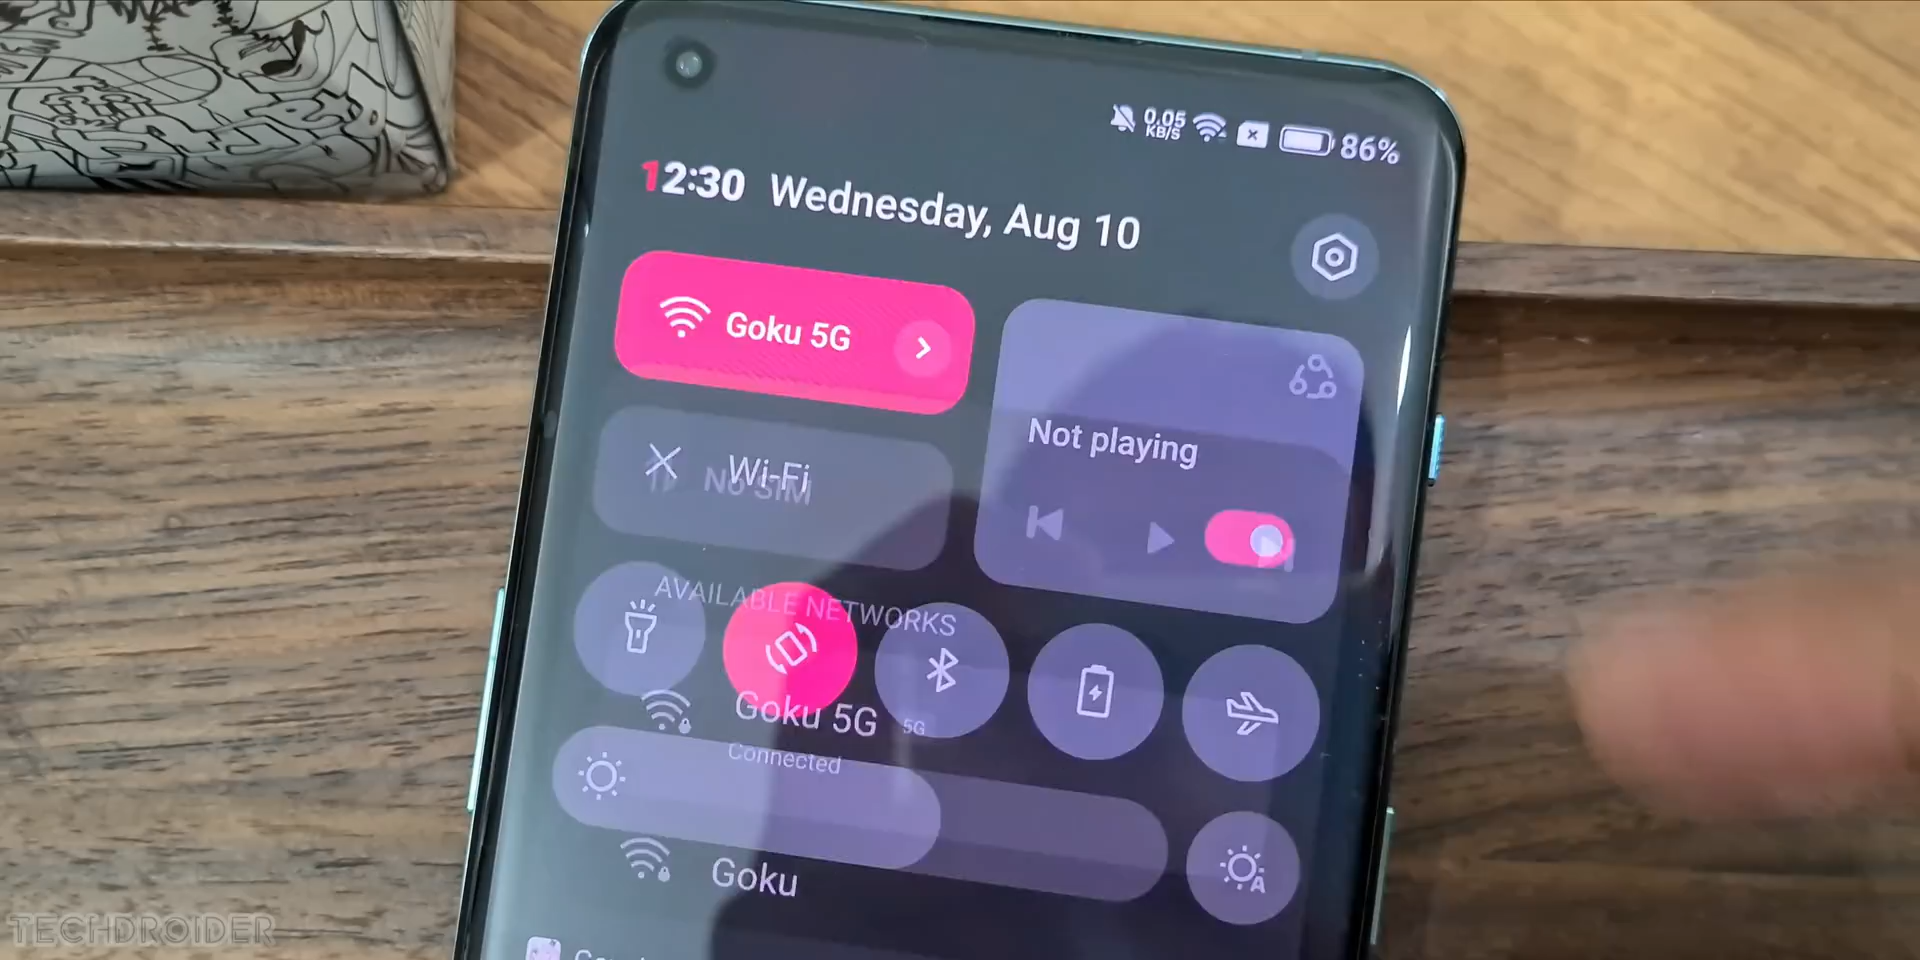 0.05
KB/S
86%
12:30 Wednesday, Aug 10
Goku 5G
Not playing
Wi-Fi
No SIM
AVAILABLE NETWORKS
Goku 5G 5G
Connected
Goku
TECHDROIDER